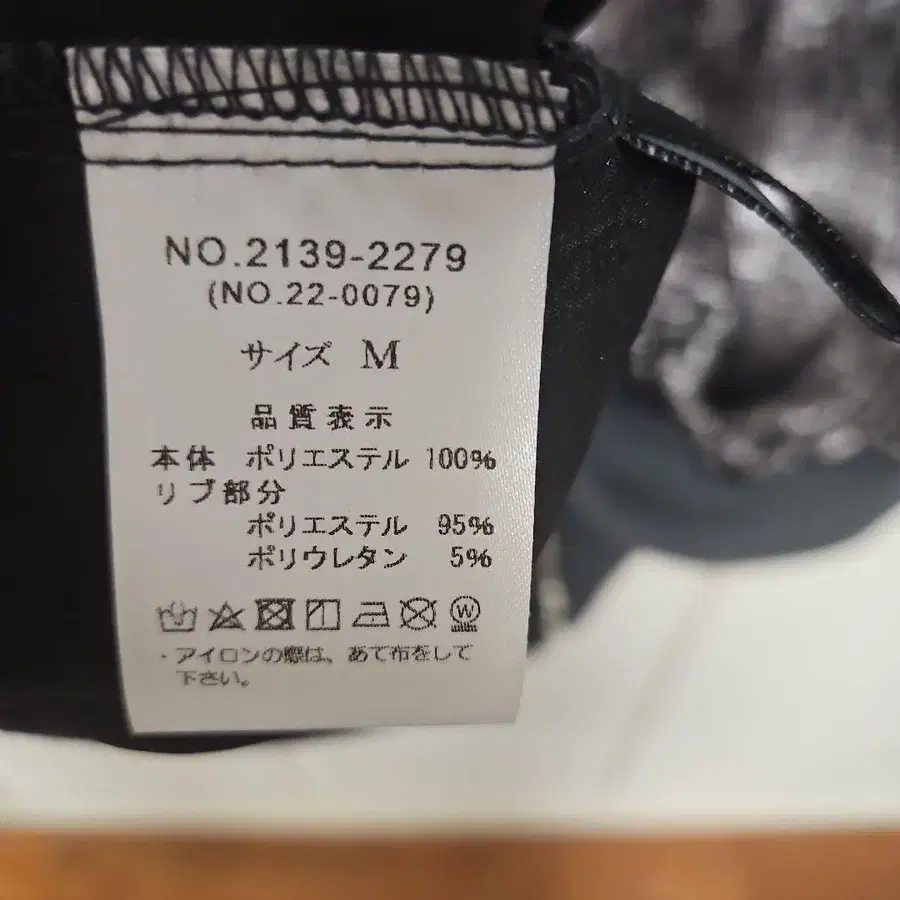 NO.2139-2279
(NO.22-0079)
サイズ M
品質表示
本体 ポリエステル 100%
リブ部分
ポリエステル 95%
ポリウレタン 5%
W
・アイロンの際は、あて布をして
下さい。